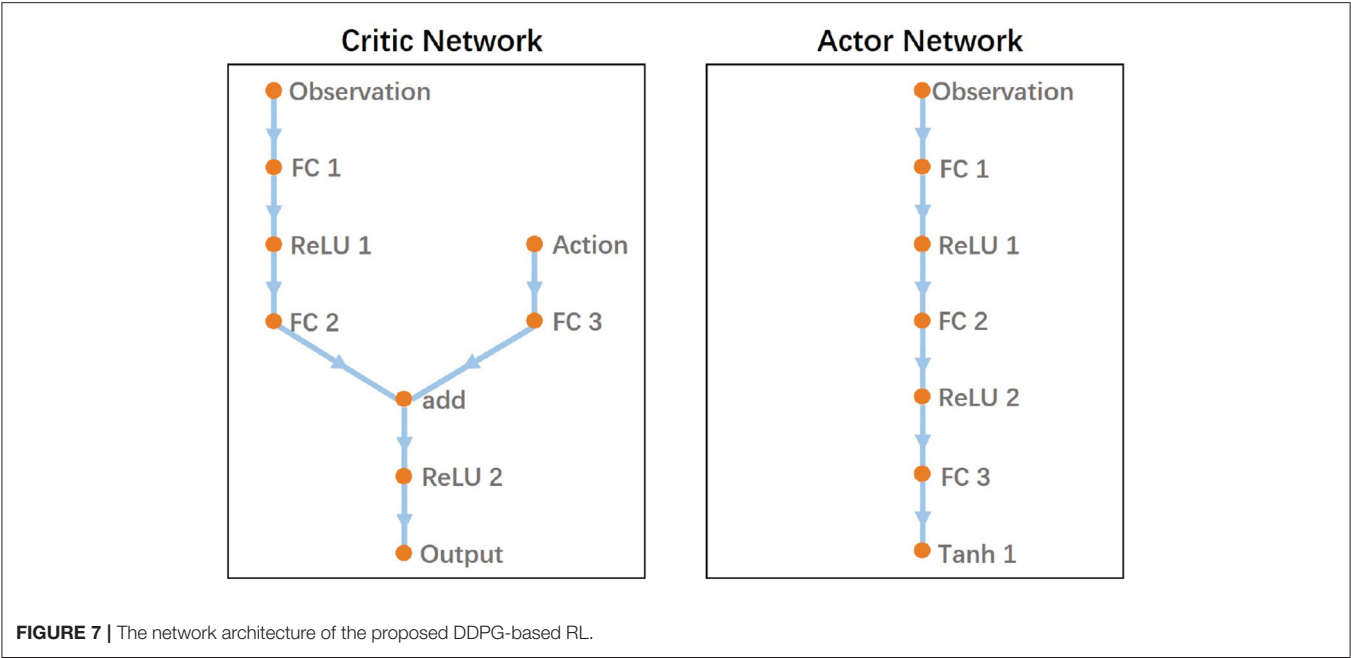 Critic Network
Observation
FC 1
ReLU 1
Action
FC 2
FC 3
add
ReLU 2
Output
Actor Network
Observation
FC 1
ReLU 1
FC 2
ReLU 2
FC 3
Tanh 1
FIGURE 7 | The network architecture of the proposed DDPG-based RL.